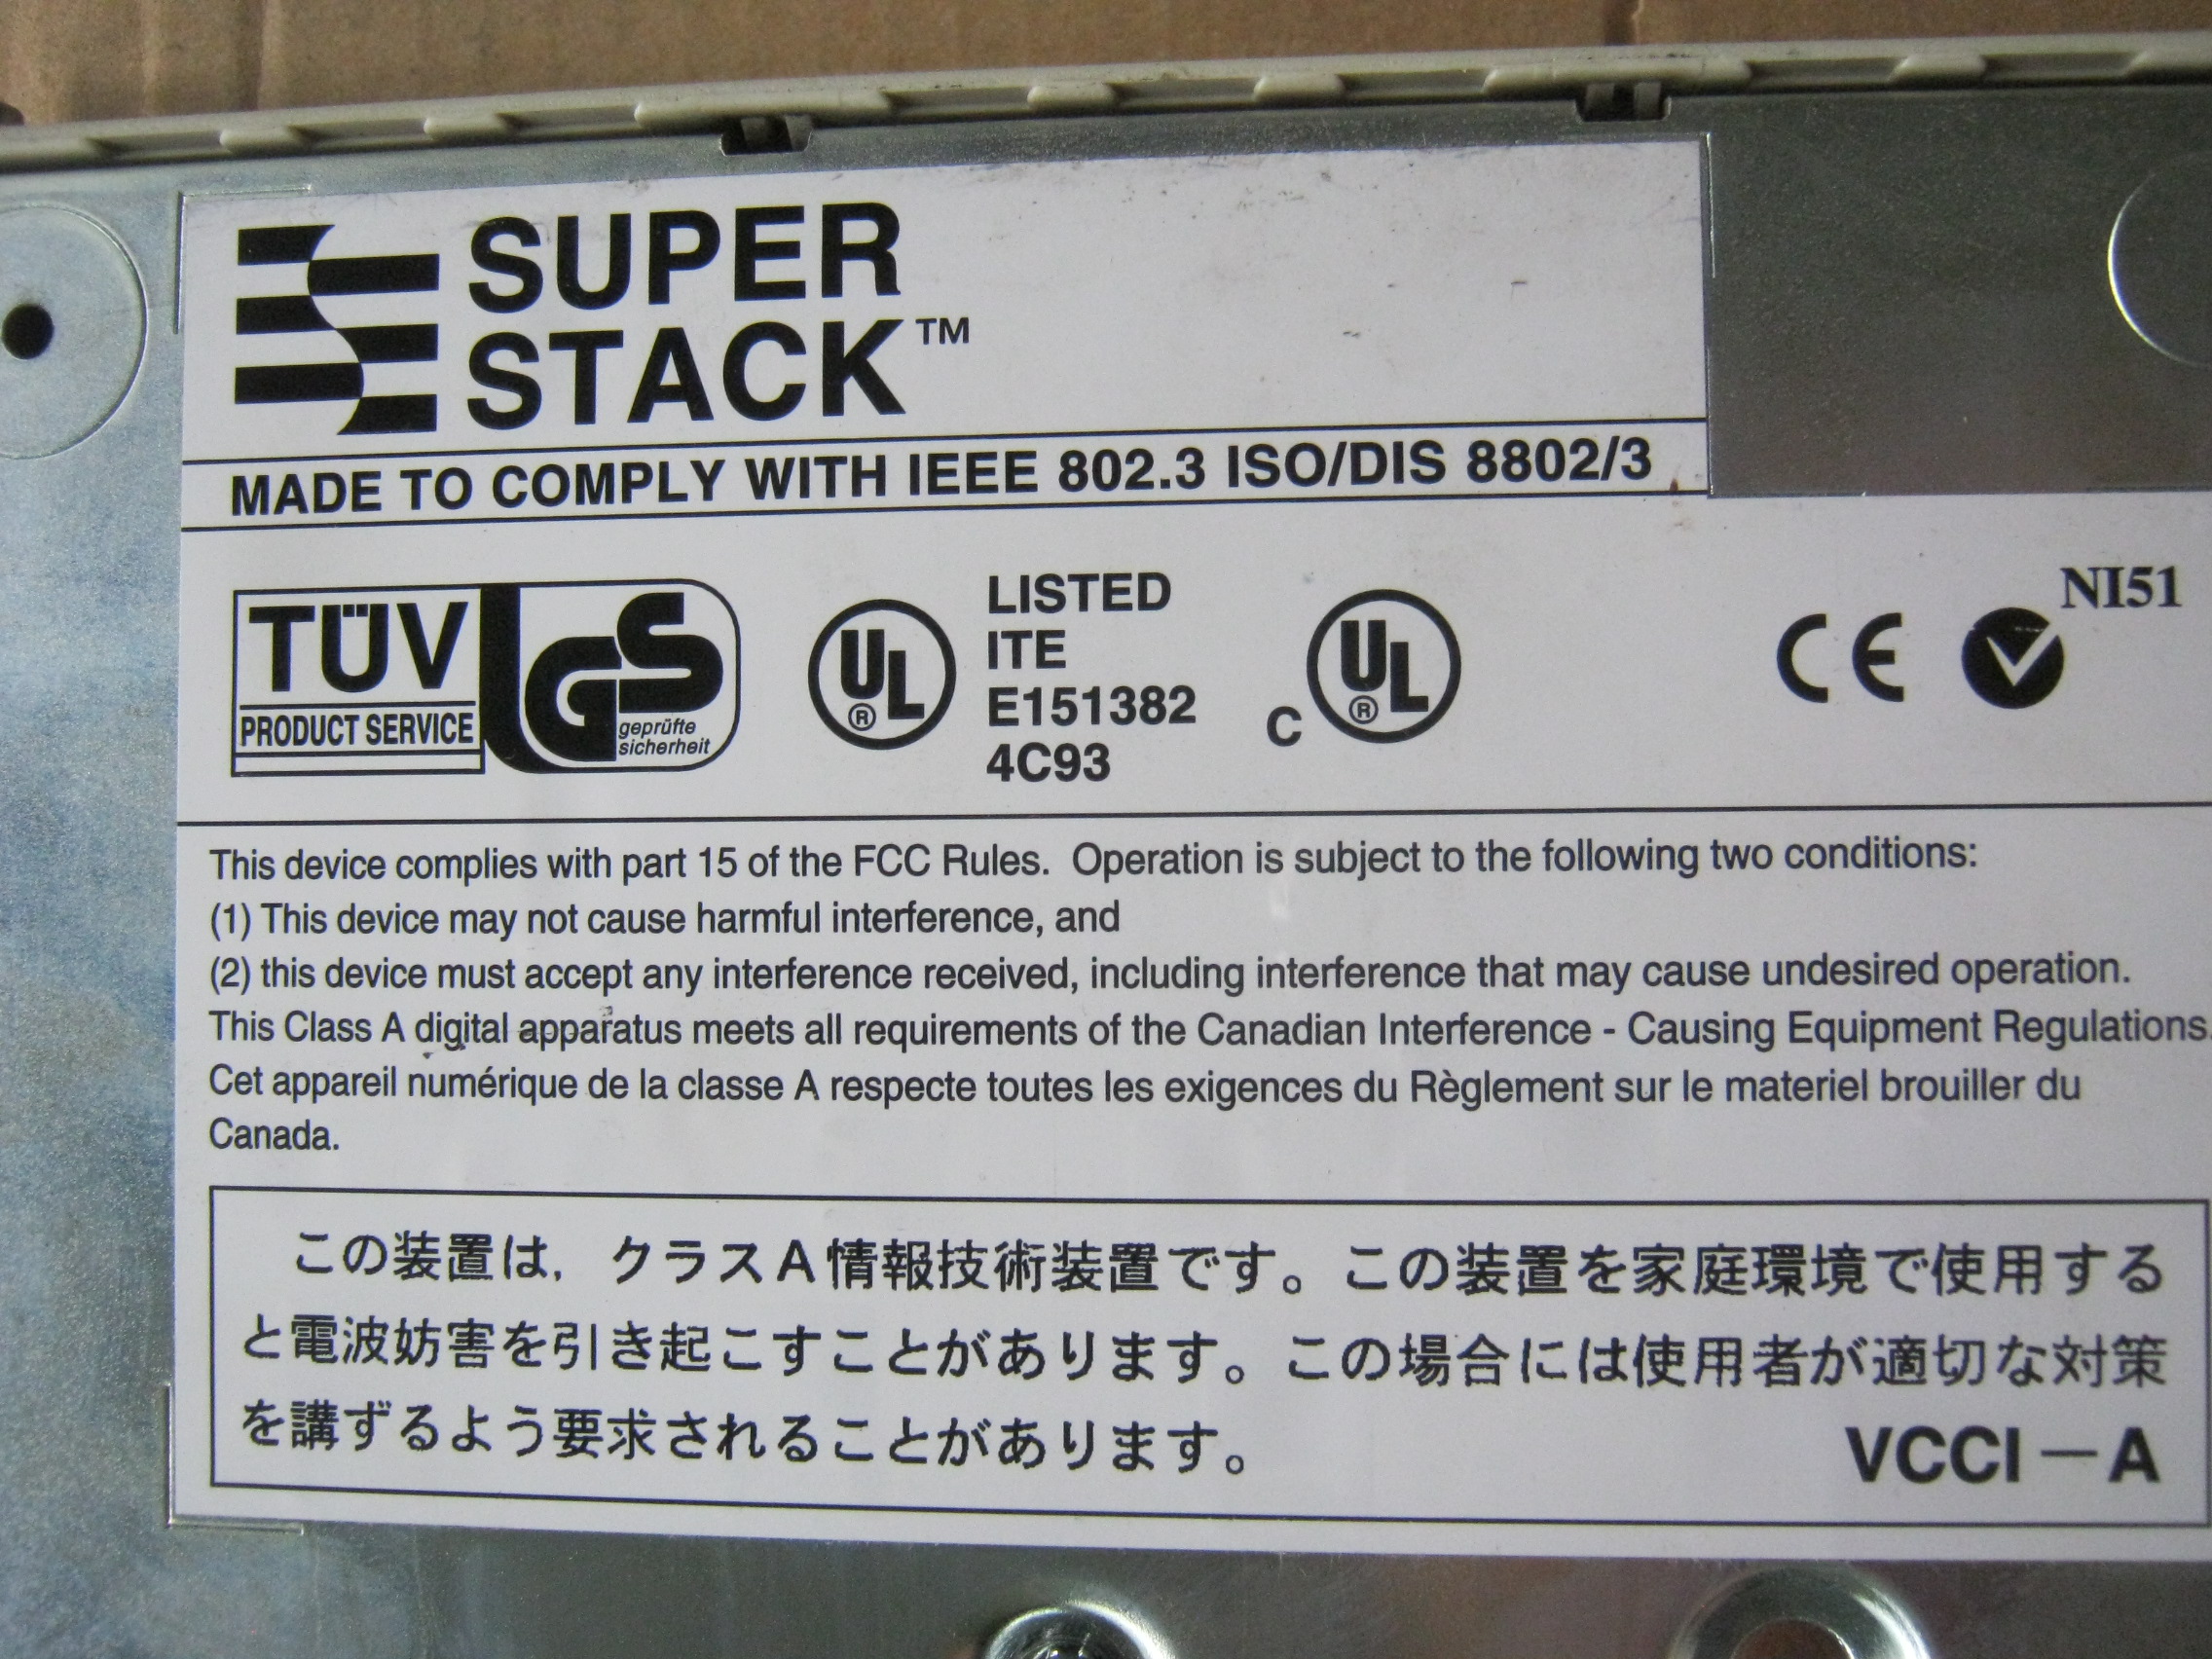 SUPER
STACK™
MADE TO COMPLY WITH IEEE 802.3 ISO/DIS 8802/3
TÜV
PRODUCT SERVICE
GS
geprüfte
sicherheit
UL
®
LISTED
ITE
E151382
4C93
C
UL
®
CE
NI51
This device complies with part 15 of the FCC Rules.  Operation is subject to the following two conditions:
(1) This device may not cause harmful interference, and
(2) this device must accept any interference received, including interference that may cause undesired operation.
This Class A digital apparatus meets all requirements of the Canadian Interference - Causing Equipment Regulations.
Cet appareil numérique de la classe A respecte toutes les exigences du Règlement sur le materiel brouiller du
Canada.
この装置は，クラスA情報技術装置です。この装置を家庭環境で使用する
と電波妨害を引き起こすことがあります。この場合には使用者が適切な対策
を講ずるよう要求されることがあります。
VCCI－A